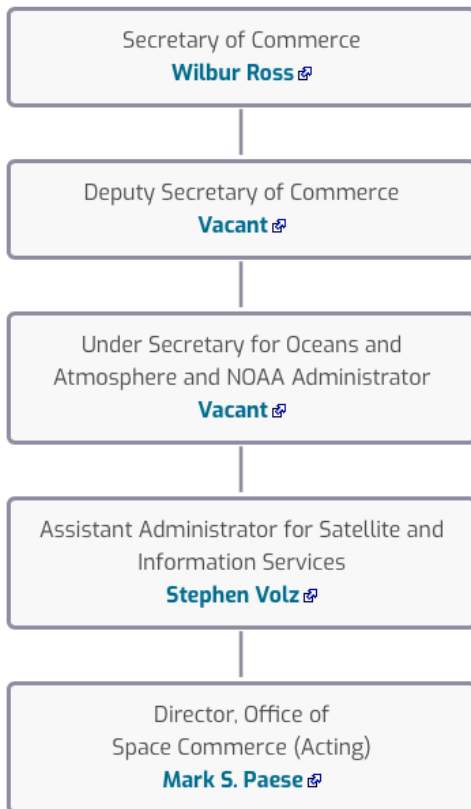 Secretary of Commerce
Wilbur Ross
Deputy Secretary of Commerce
Vacant
Under Secretary for Oceans and
Atmosphere and NOAA Administrator
Vacant
Assistant Administrator for Satellite and
Information Services
Stephen Volz
Director, Office of
Space Commerce (Acting)
Mark S. Paese